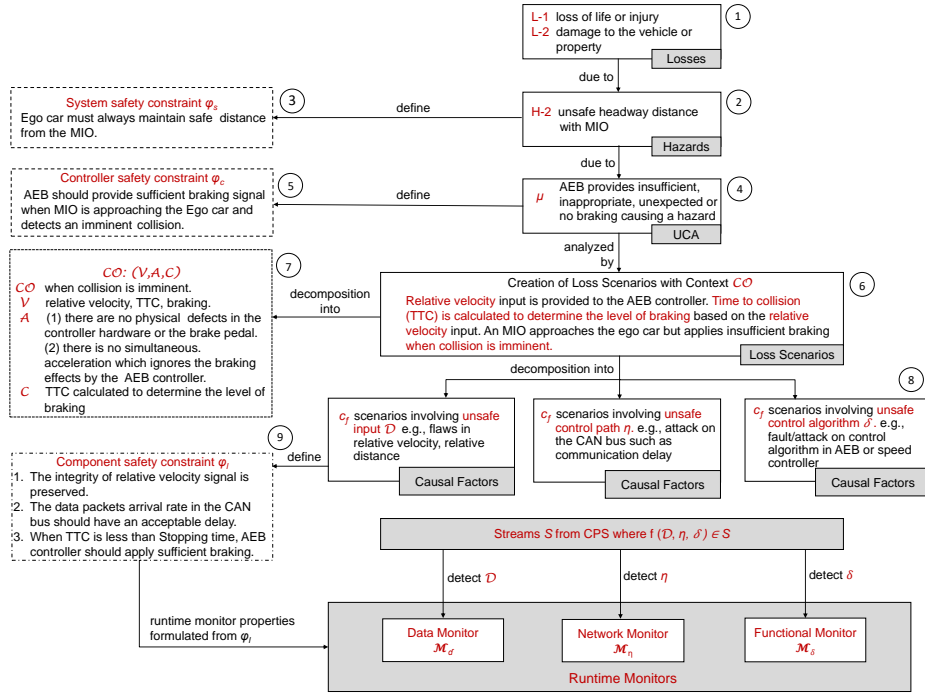 L-1 loss of life or injury
L-2 damage to the vehicle or
property
Losses
1
due to
H-2 unsafe headway distance
with MIO
Hazards
2
define
3
System safety constraint φs
Ego car must always maintain safe distance
from the MIO.
due to
μ AEB provides insufficient,
inappropriate, unexpected or
no braking causing a hazard
UCA
4
define
5
Controller safety constraint φc
AEB should provide sufficient braking signal
when MIO is approaching the Ego car and
detects an imminent collision.
analyzed
by
6
Creation of Loss Scenarios with Context CO
Relative velocity input is provided to the AEB controller. Time to
collision (TTC) is calculated to determine the level of braking based on the relative
velocity input. An MIO approaches the ego car but applies insufficient braking
when collision is imminent.
Loss Scenarios
decomposition
into
7
CO: (V,A,C)
CO when collision is imminent.
V relative velocity, TTC, braking.
A (1) there are no physical defects in the
controller hardware or the brake pedal.
(2) there is no simultaneous.
acceleration which ignores the braking
effects by the AEB controller.
C TTC calculated to determine the level of
braking
decomposition into
8
cf scenarios involving unsafe
input D e.g., flaws in
relative velocity, relative
distance
Causal Factors
cf scenarios involving unsafe
control path η. e.g., attack on
the CAN bus such as
communication delay
Causal Factors
cf scenarios involving unsafe
control algorithm δ. e.g.,
fault/attack on control
algorithm in AEB or speed
controller
Causal Factors
9
define
Component safety constraint φl
1. The integrity of relative velocity signal is
preserved.
2. The data packets arrival rate in the CAN
bus should have an acceptable delay.
3. When TTC is less than Stopping time, AEB
controller should apply sufficient braking.
Streams S from CPS where f (D, η, δ) ∈ S
detect D
detect η
detect δ
runtime monitor properties
formulated from φl
Data Monitor
Md
Network Monitor
Mη
Functional Monitor
Mδ
Runtime Monitors